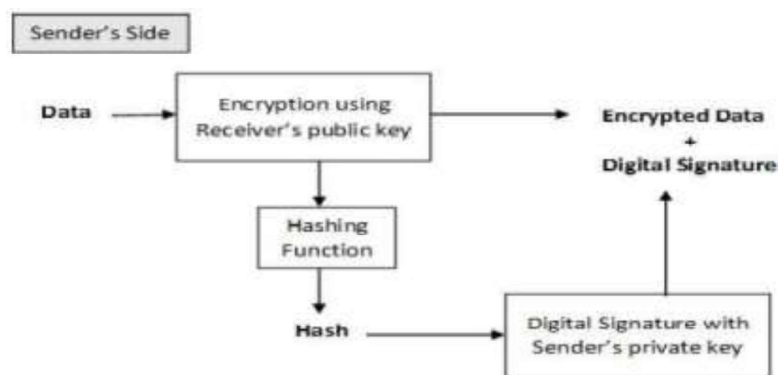 Sender's Side
Data
Encryption using
Receiver's public key
Encrypted Data
+
Digital Signature
Hashing
Function
Hash
Digital Signature with
Sender's private key